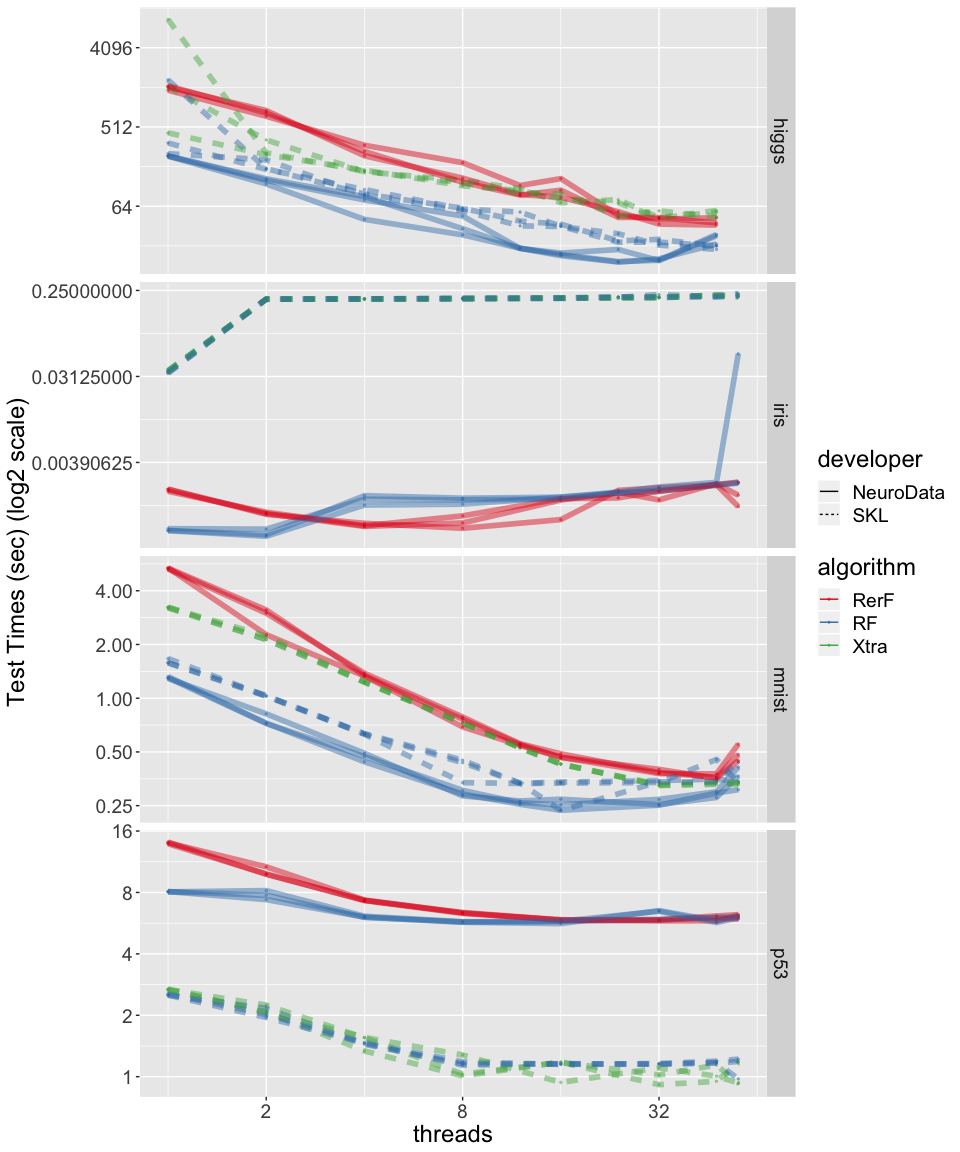 4096
512
64
higgs
0.25000000
0.03125000
0.00390625
iris
4.00
2.00
1.00
0.50
0.25
mnist
16
8
4
2
1
p53
2
8
32
threads
Test Times (sec) (log2 scale)
developer
NeuroData
SKL
algorithm
RerF
RF
Xtra